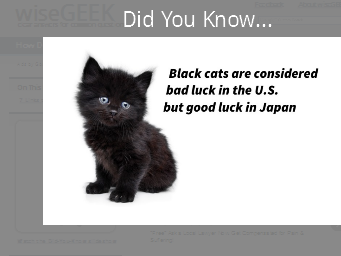 wiseGEEK
Did You Know...
Black cats are considered
bad luck in the U.S.
but good luck in Japan